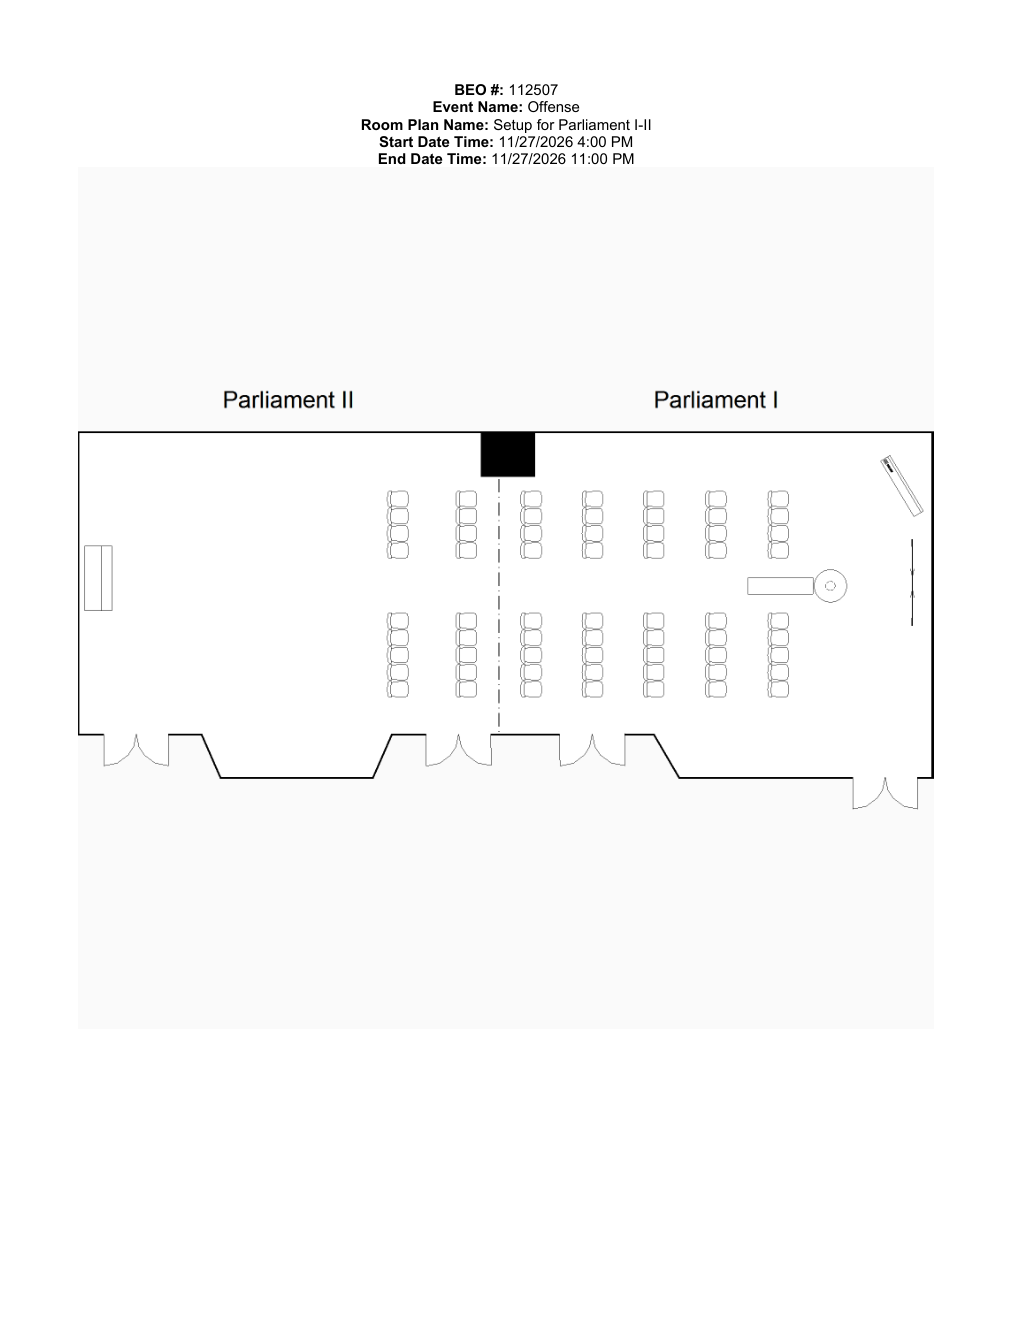 BEO #: 112507
Event Name: Offense
Room Plan Name: Setup for Parliament I-II
Start Date Time: 11/27/2026 4:00 PM
End Date Time: 11/27/2026 11:00 PM
Parliament II
Parliament I